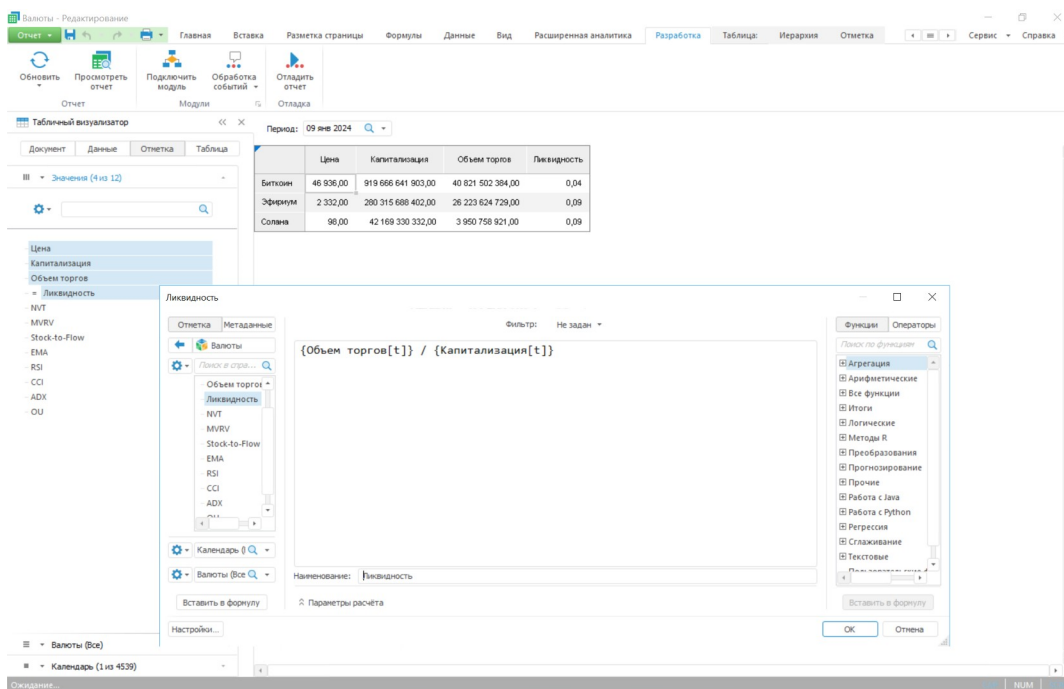 Валюты - Редактирование
Отчет
Главная Вставка Разметка страницы Формулы Данные Вид Расширенная аналитика Разработка Таблица: Иерархия Отметка Сервис Справка
Обновить Просмотреть отчет Подключить модуль Обработка событий Отладить отчет
Отчет Модули Отладка
Табличный визуализатор
Период: 09 янв 2024
Документ Данные Отметка Таблица
Значения (4 из 12)
Цена Капитализация Объем торгов Ликвидность
Биткоин 46 936,00 919 666 641 903,00 40 821 502 384,00 0,04
Эфириум 2 332,00 280 315 688 402,00 26 223 624 729,00 0,09
Солана 98,00 42 169 330 332,00 3 950 758 921,00 0,09
Цена
Капитализация
Объем торгов
= Ликвидность
NVT
MVRV
Stock-to-Flow
EMA
RSI
CCI
ADX
OU
Ликвидность
Отметка Метаданные
Валюты
Поиск в спра...
Объем торгов
Ликвидность
NVT
MVRV
Stock-to-Flow
EMA
RSI
CCI
ADX
Календарь (
Валюты (Все
Вставить в формулу
Настройки...
Фильтр: Не задан
{Объем торгов[t]} / {Капитализация[t]}
Наименование: Ликвидность
Параметры расчёта
Функции Операторы
Поиск по функциям
Агрегация
Арифметические
Все функции
Итоги
Логические
Методы R
Преобразования
Прогнозирование
Прочие
Работа с Java
Работа с Python
Регрессия
Сглаживание
Текстовые
Вставить в формулу
ОК Отмена
Валюты (Все)
Календарь (1 из 4539)
Ожидание...
NUM